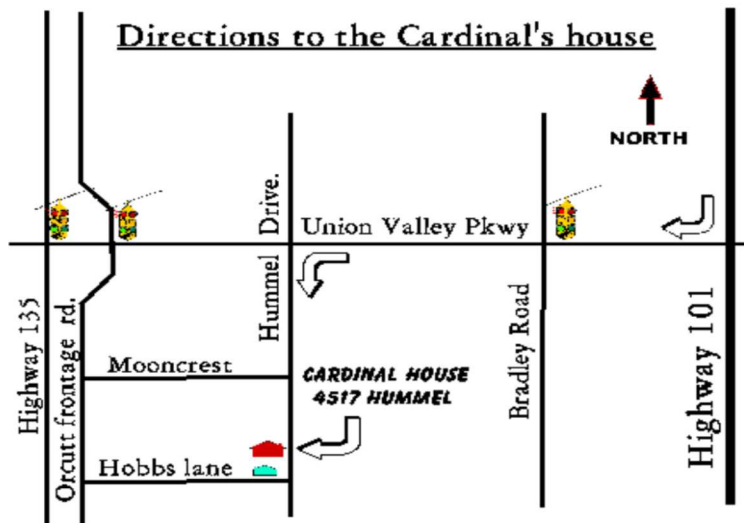 Directions to the Cardinal's house
NORTH
Hummel Drive.
Union Valley Pkwy
Highway 135
Orcutt frontage rd.
Mooncrest
CARDINAL HOUSE
4517 HUMMEL
Bradley Road
Highway 101
Hobbs lane